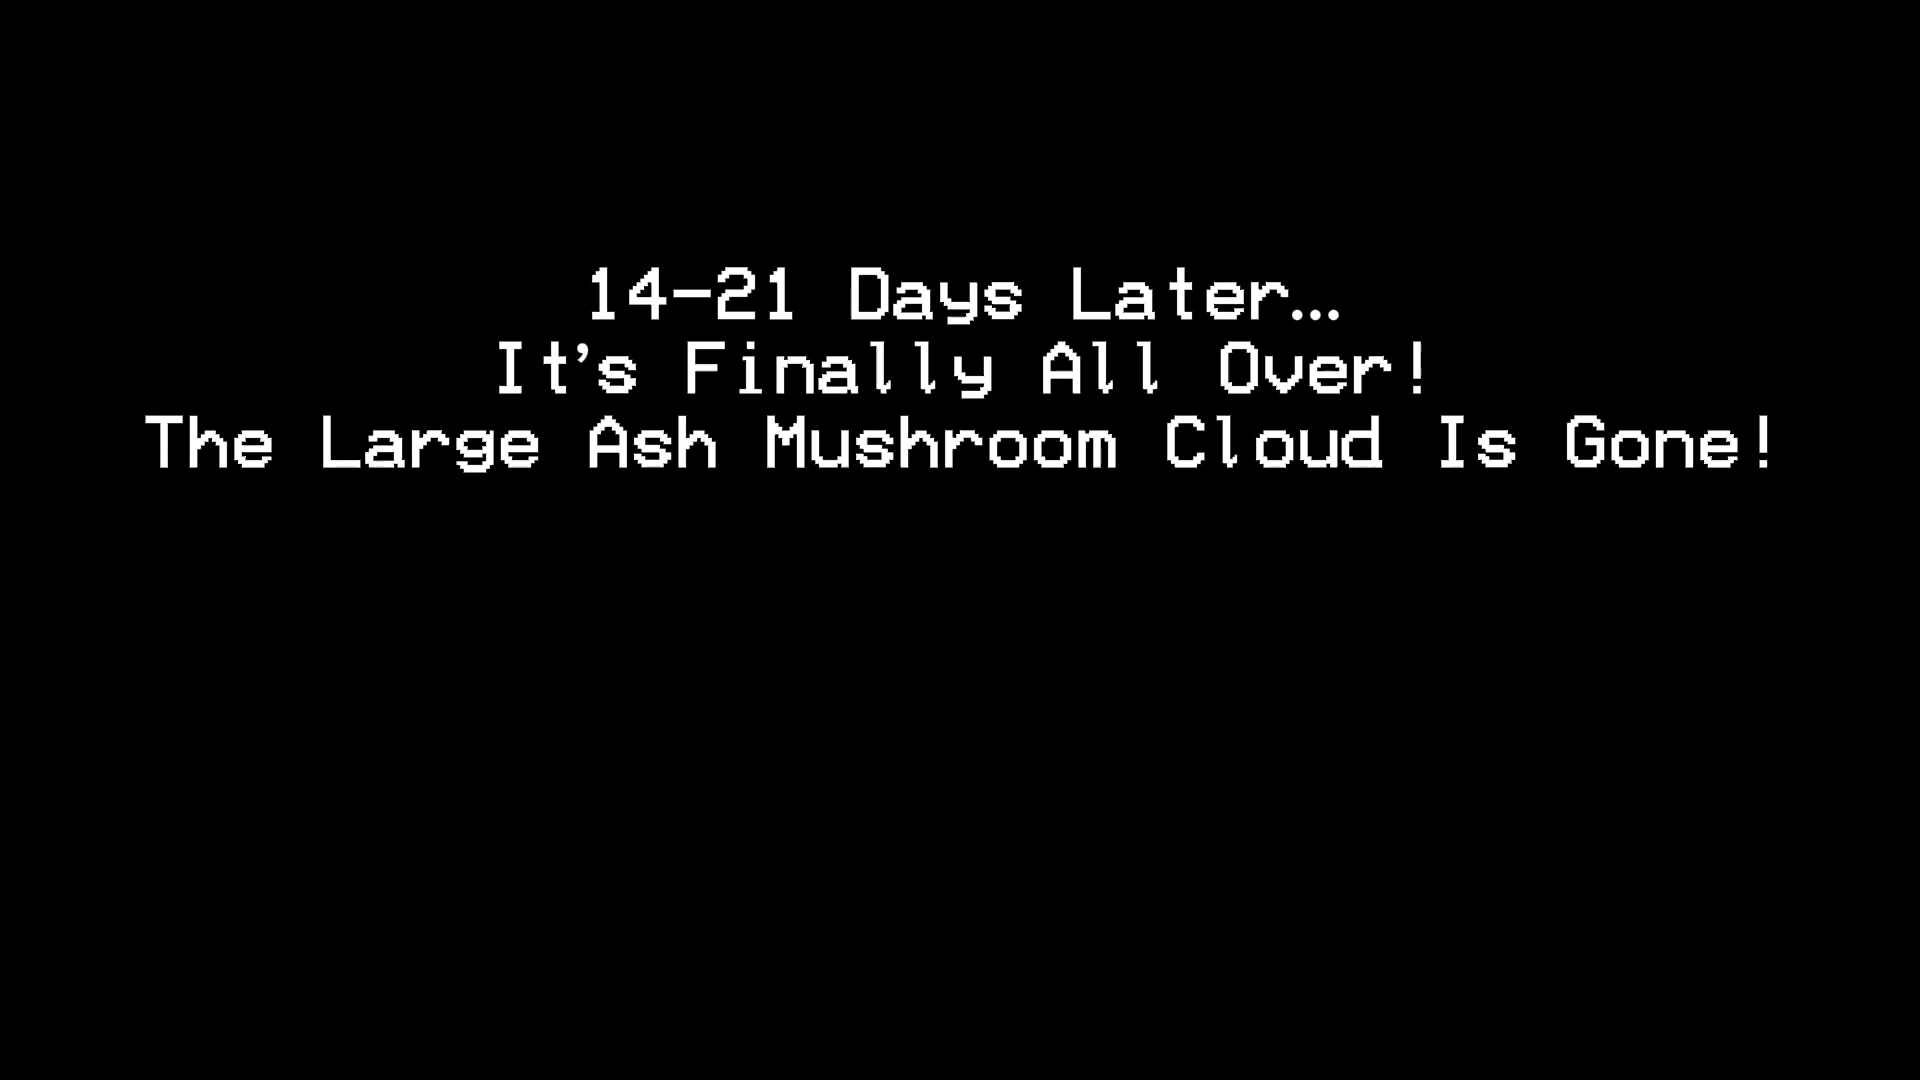 14-21 Days Later…
It’s Finally All Over!
The Large Ash Mushroom Cloud Is Gone!